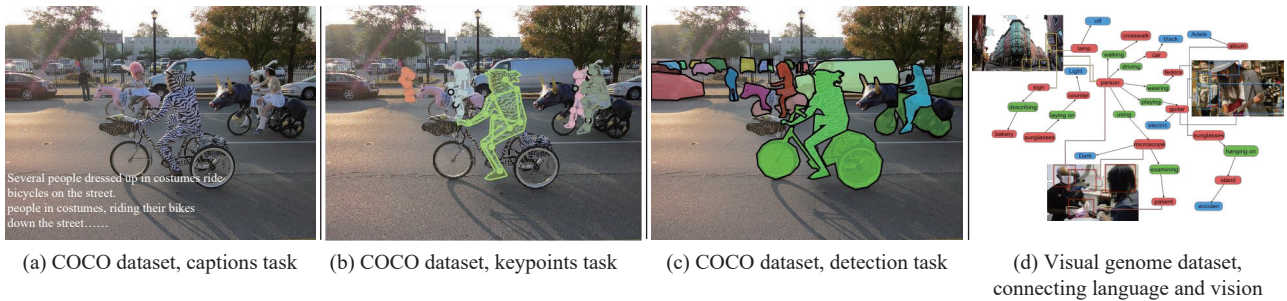 Several people dressed up in costumes ride
bicycles on the street.
people in costumes, riding their bikes
down the street……
off
lamp
crosswalk
walking
black
Adele
car
album
driving
Light
person
fedora
sign
wearing
counter
playing
describing
guitar
laying on
using
electric
bakery
sunglasses
sunglasses
microscope
hanging on
Dark
examining
stand
patient
wooden
(a) COCO dataset, captions task
(b) COCO dataset, keypoints task
(c) COCO dataset, detection task
(d) Visual genome dataset,
connecting language and vision